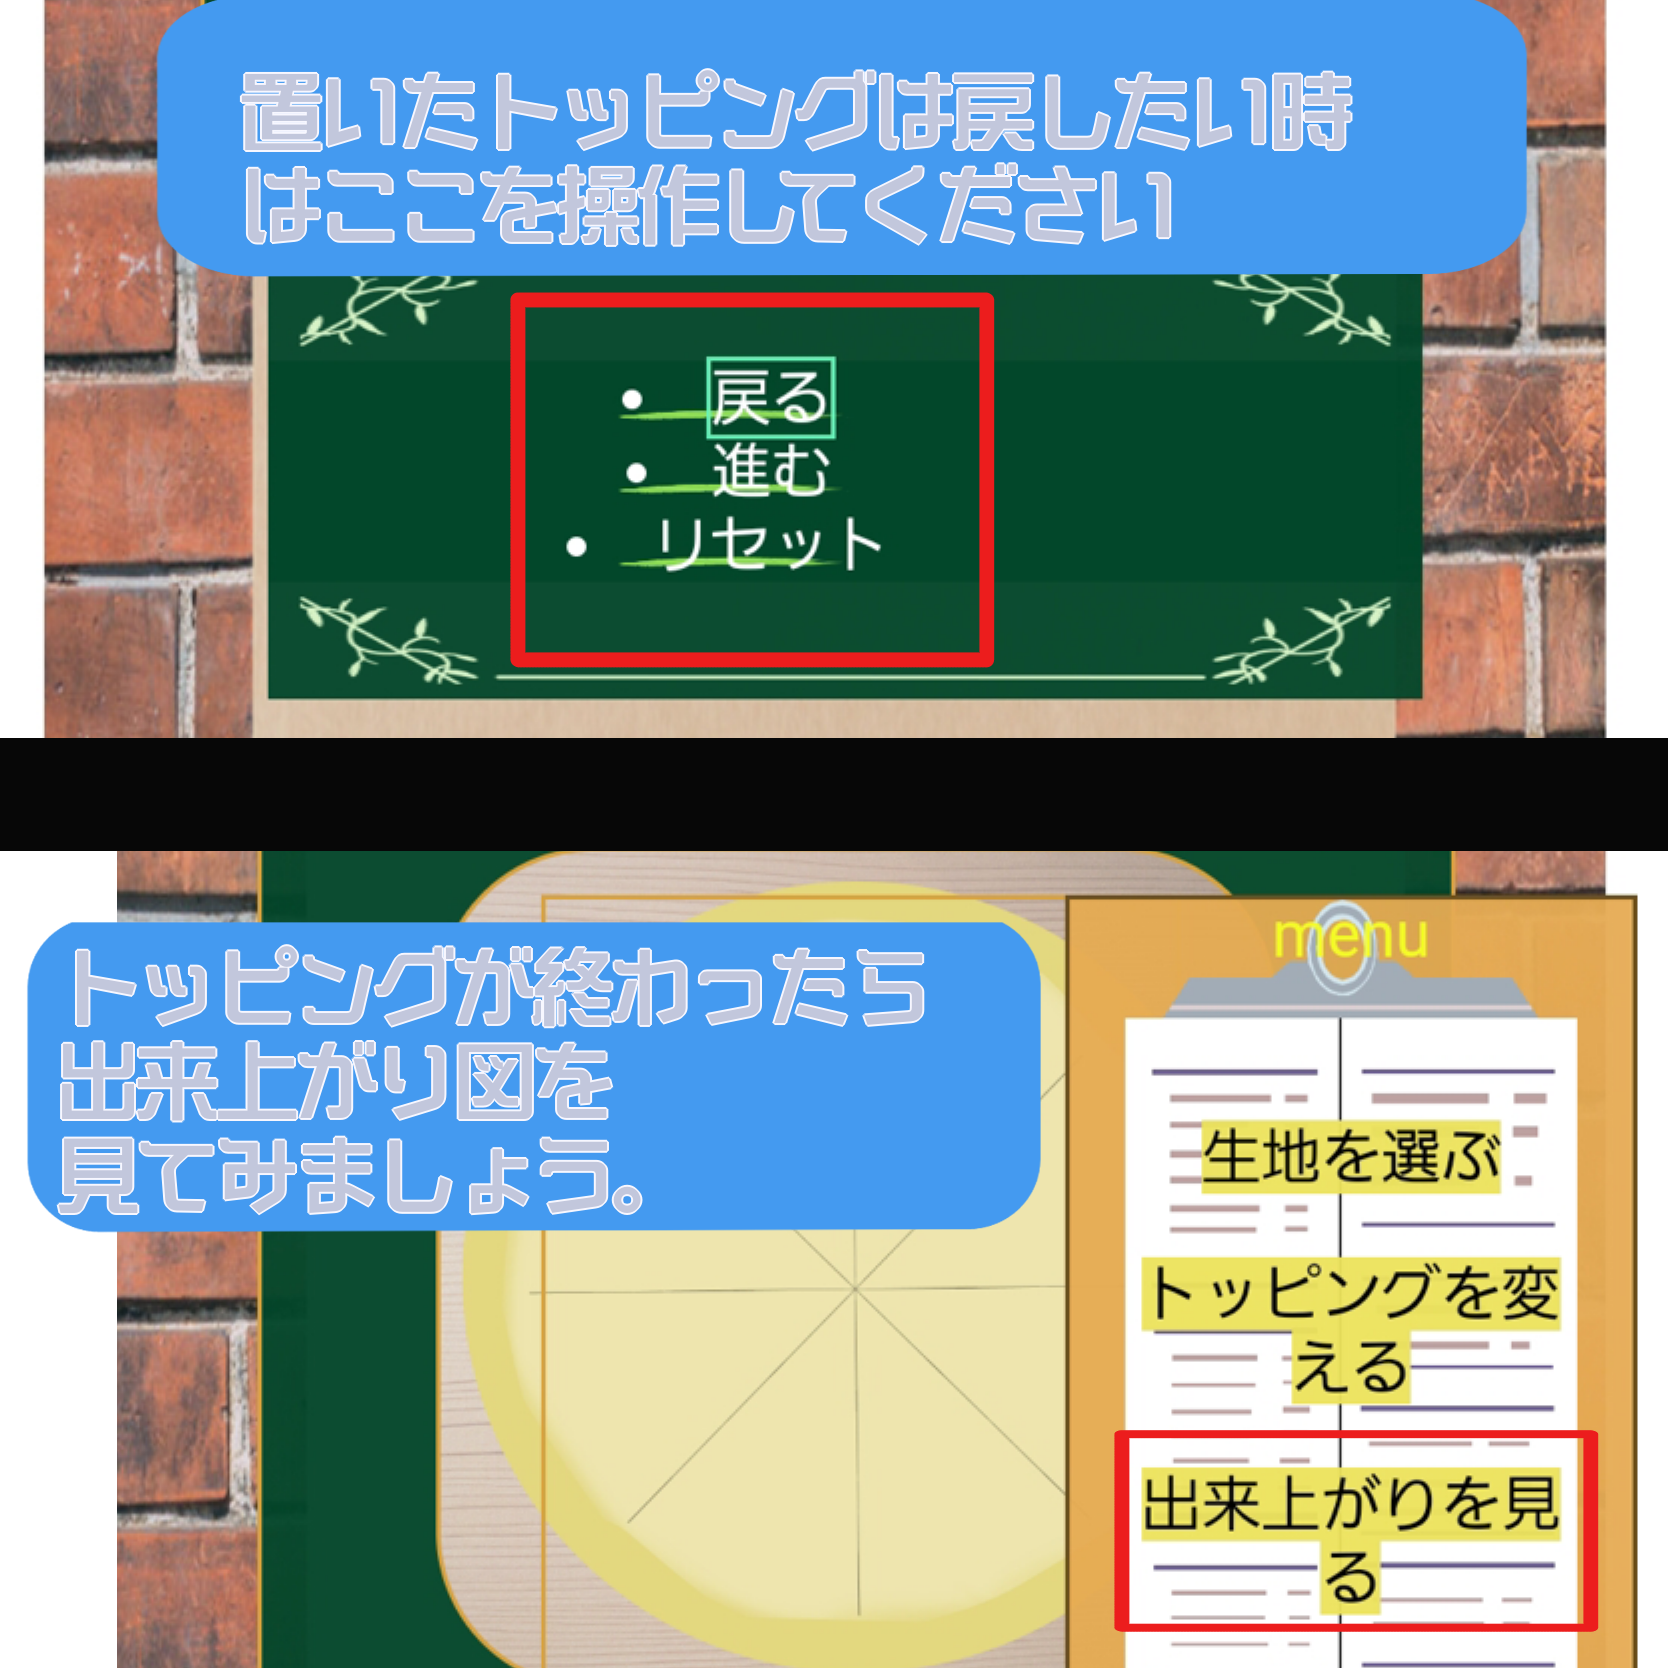 置いたトッピングは戻したい時
はここを操作してください
戻る
進む
リセット
トッピングが終わったら
出来上がり図を
見てみましょう。
menu
生地を選ぶ
トッピングを変
える
出来上がりを見
る